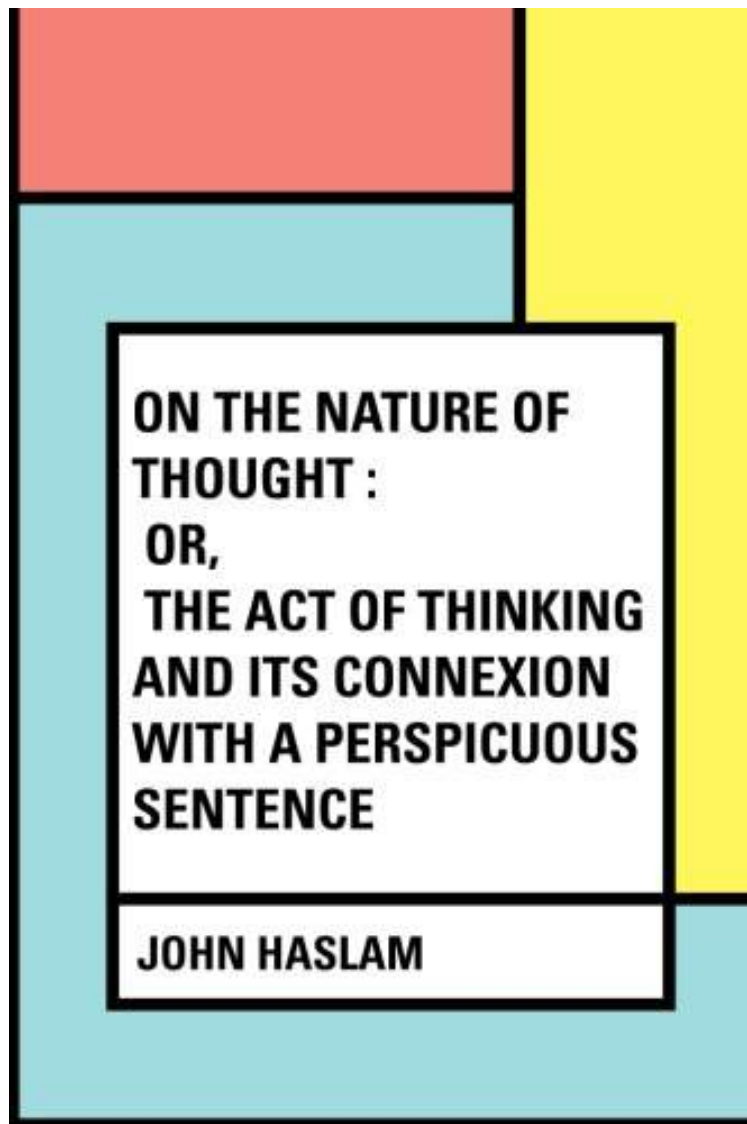 ON THE NATURE OF
THOUGHT :
OR,
THE ACT OF THINKING
AND ITS CONNEXION
WITH A PERSPICUOUS
SENTENCE
JOHN HASLAM